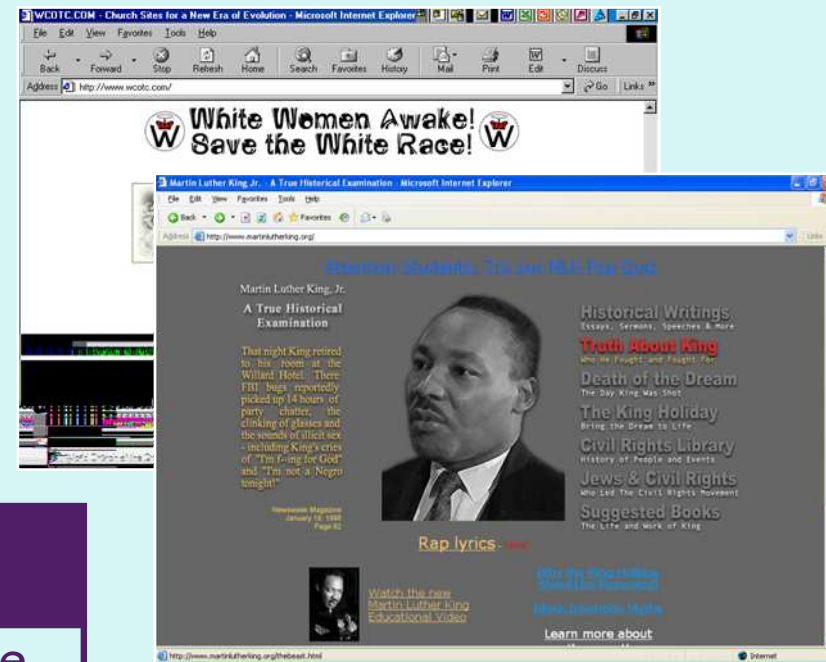 WCOTC.COM - Church Sites for a New Era of Evolution - Microsoft Internet Explorer
File Edit View Favorites Tools Help
Back Forward Stop Refresh Home Search Favorites History Mail Print Edit Discuss
Address http://www.wcotc.com/ Go Links »
W White Women Awake! W
Save the White Race!
Martin Luther King Jr. - A True Historical Examination - Microsoft Internet Explorer
File Edit View Favorites Tools Help
Back Search Favorites
Address http://www.martinlutherking.org/ Links
Attention Students: Try our MLK Pop Quiz
Martin Luther King, Jr.
A True Historical
Examination
That night King retired
to his room at the
Willard Hotel. There
FBI bugs reportedly
picked up 14 hours of
party chatter, the
clinking of glasses and
the sounds of illicit sex
- including King's cries
of "I'm f--ing for God"
and "I'm not a Negro
tonight!"
Newsweek Magazine
January 19, 1998
Page 62
Historical Writings
Essays, Sermons, Speeches & More
Truth About King
Who He Fought and Fought For
Death of the Dream
The Day King Was Shot
The King Holiday
Bring the Dream to Life
Civil Rights Library
History of People and Events
Jews & Civil Rights
Who Led The Civil Rights Movement
Suggested Books
The Life and Work of King
Rap lyrics -
Watch the new
Martin Luther King
Educational Video
Why the King Holiday
Should Be Repealed
Learn more about
http://www.martinlutherking.org/thebeast.html Internet